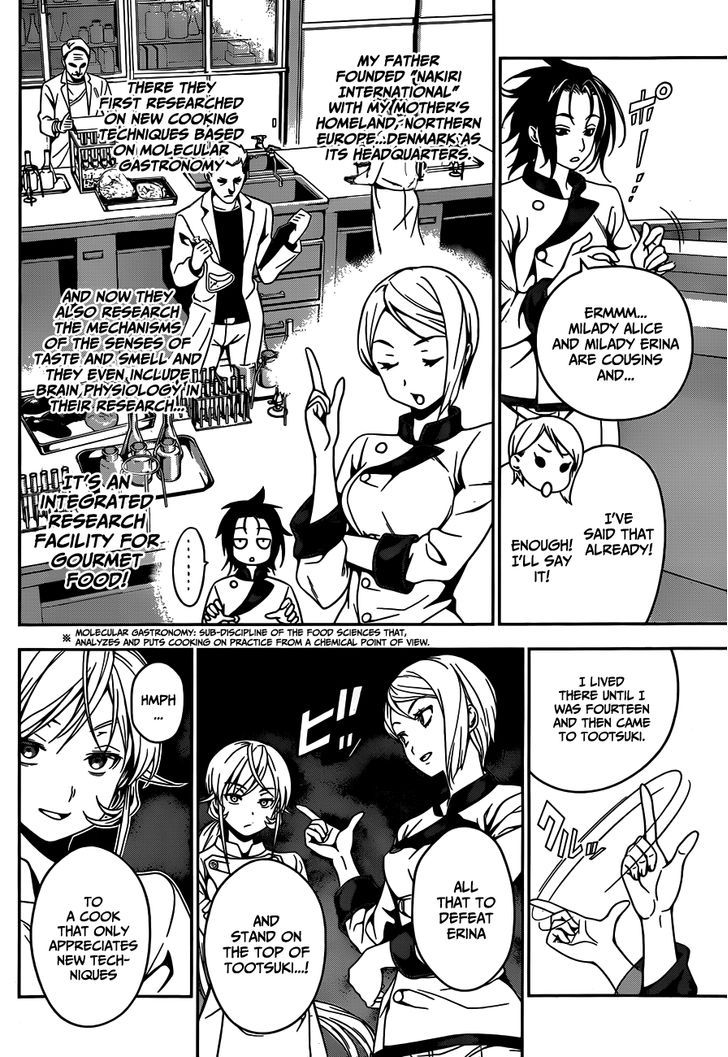 ポ!...
ERMMM...
MILADY ALICE
AND MILADY ERINA
ARE COUSINS
AND...
I'VE
SAID THAT
ALREADY!
ENOUGH!
I'LL SAY
IT!
MY FATHER
FOUNDED "NAKIRI
INTERNATIONAL"
WITH MY MOTHER'S
HOMELAND, NORTHERN
EUROPE...DENMARK AS
ITS HEADQUARTERS.
THERE THEY
FIRST RESEARCHED
ON NEW COOKING
TECHNIQUES BASED
ON MOLECULAR
GASTRONOMY
AND NOW THEY
ALSO RESEARCH
THE MECHANISMS
OF THE SENSES OF
TASTE AND SMELL AND
THEY EVEN INCLUDE
BRAIN PHYSIOLOGY IN
THEIR RESEARCH...
IT'S AN
INTEGRATED
RESEARCH
FACILITY FOR
GOURMET
FOOD!
......
※ MOLECULAR GASTRONOMY: SUB-DISCIPLINE OF THE FOOD SCIENCES THAT,
ANALYZES AND PUTS COOKING ON PRACTICE FROM A CHEMICAL POINT OF VIEW.
I LIVED
THERE UNTIL I
WAS FOURTEEN
AND THEN CAME
TO TOOTSUKI.
クルッ
ビシ
ALL
THAT TO
DEFEAT
ERINA
AND
STAND ON
THE TOP OF
TOOTSUKI...!
HMPH
...
TO
A COOK
THAT ONLY
APPRECIATES
NEW TECH-
NIQUES